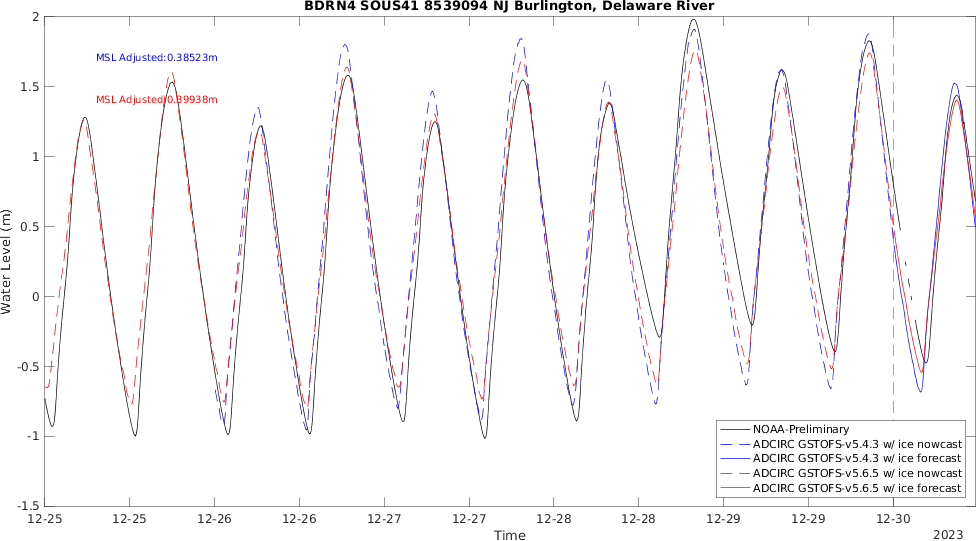 BDRN4 SOUS41 8539094 NJ Burlington, Delaware River
2
1.5
1
0.5
0
-0.5
-1
-1.5
Water Level (m)
MSL Adjusted:0.38523m
MSL Adjusted:0.39938m
NOAA-Preliminary
ADCIRC GSTOFS-v5.4.3 w/ ice nowcast
ADCIRC GSTOFS-v5.4.3 w/ ice forecast
ADCIRC GSTOFS-v5.6.5 w/ ice nowcast
ADCIRC GSTOFS-v5.6.5 w/ ice forecast
12-25 12-25 12-26 12-26 12-27 12-27 12-28 12-28 12-29 12-29 12-30
Time
2023